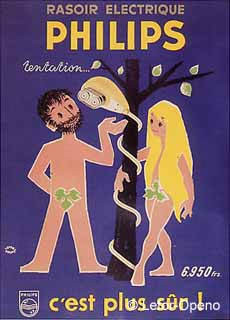 RASOIR ELECTRIQUE
PHILIPS
tentation...
6.950 frs.
PHILIPS
c'est plus sûr !